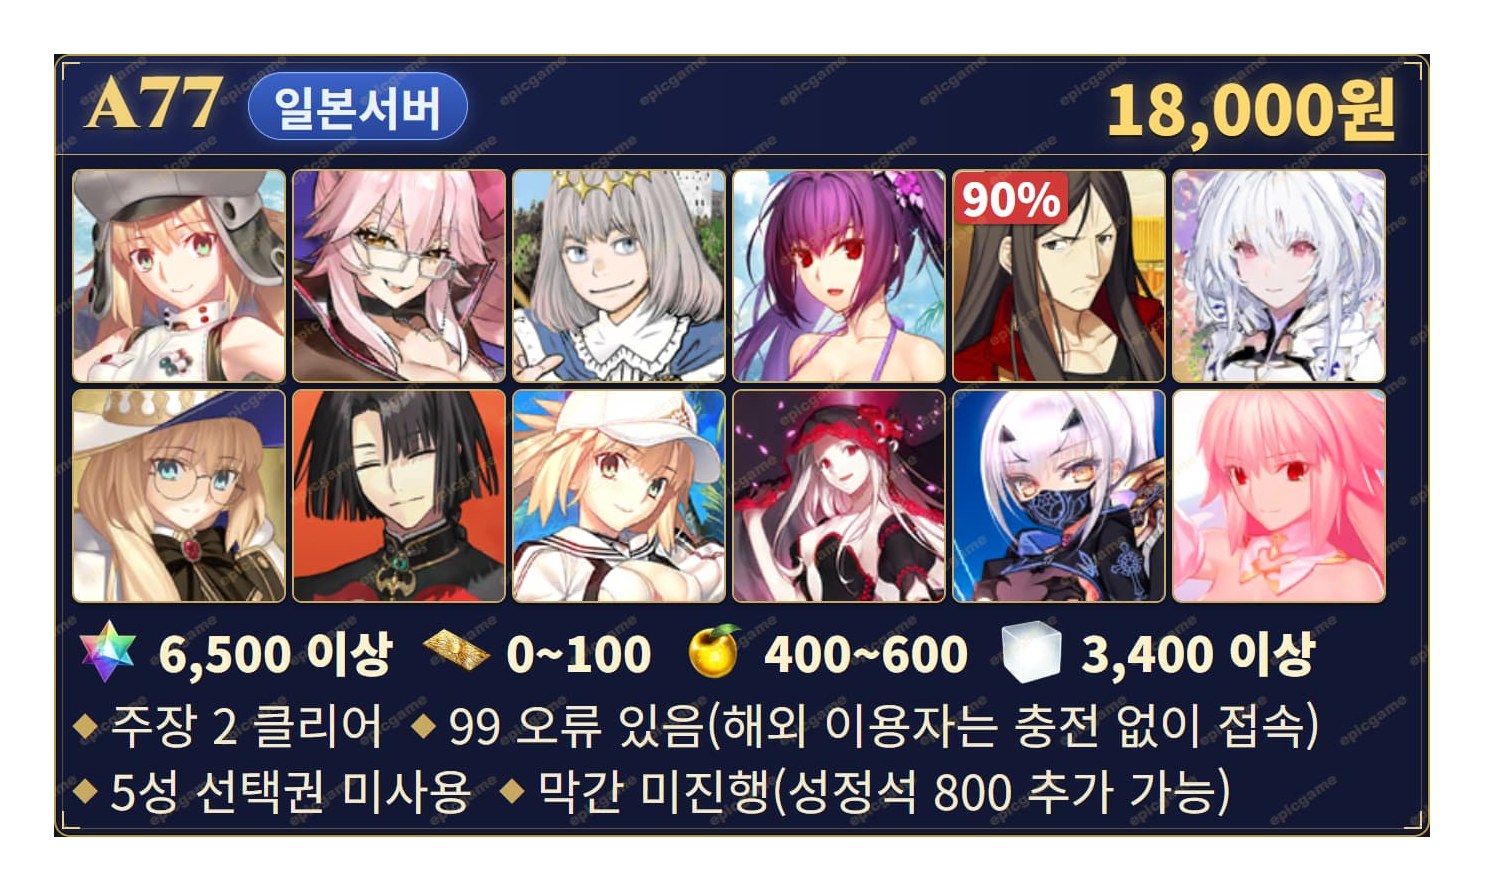 A77 일본서버 18,000원
90%
6,500 이상 0~100 400~600 3,400 이상
◆ 주장 2 클리어 ◆ 99 오류 있음(해외 이용자는 충전 없이 접속)
◆ 5성 선택권 미사용 ◆ 막간 미진행(성정석 800 추가 가능)
epicgame